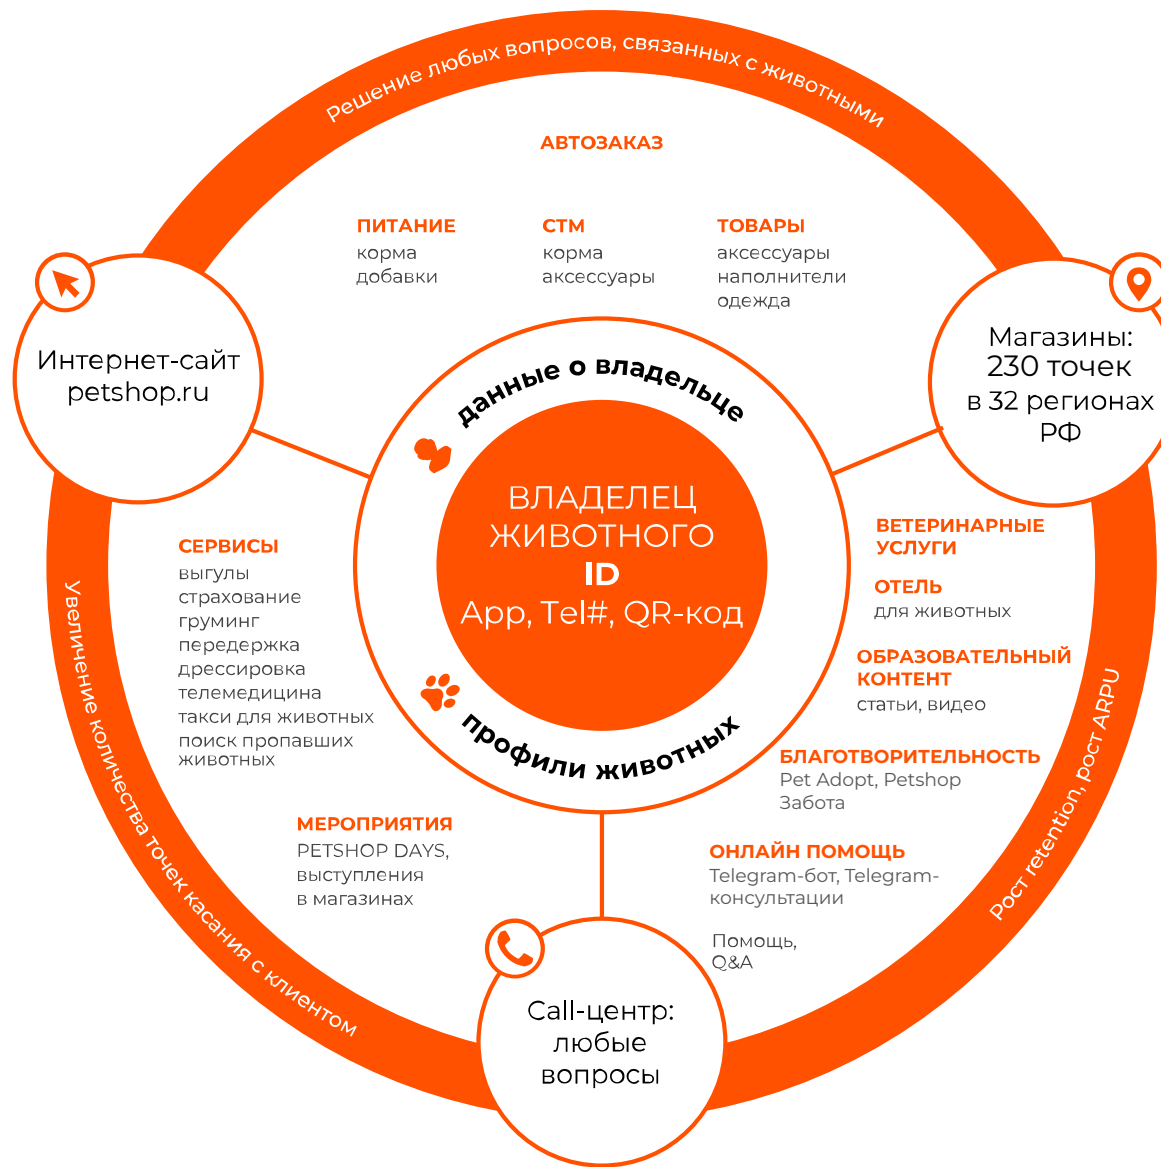 Решение любых вопросов, связанных с животными
АВТОЗАКАЗ
ПИТАНИЕ
корма
добавки
СТМ
корма
аксессуары
ТОВАРЫ
аксессуары
наполнители
одежда
Интернет-сайт
petshop.ru
Магазины:
230 точек
в 32 регионах
РФ
данные о владельце
ВЛАДЕЛЕЦ
ЖИВОТНОГО
ID
App, Tel#, QR-код
профили животных
СЕРВИСЫ
выгулы
страхование
груминг
передержка
дрессировка
телемедицина
такси для животных
поиск пропавших
животных
МЕРОПРИЯТИЯ
PETSHOP DAYS,
выступления
в магазинах
ВЕТЕРИНАРНЫЕ
УСЛУГИ
ОТЕЛЬ
для животных
ОБРАЗОВАТЕЛЬНЫЙ
КОНТЕНТ
статьи, видео
БЛАГОТВОРИТЕЛЬНОСТЬ
Pet Adopt, Petshop
Забота
ОНЛАЙН ПОМОЩЬ
Telegram-бот, Telegram-
консультации
Помощь,
Q&A
Call-центр:
любые
вопросы
Увеличение количества точек касания с клиентом
Рост retention, рост ARPU